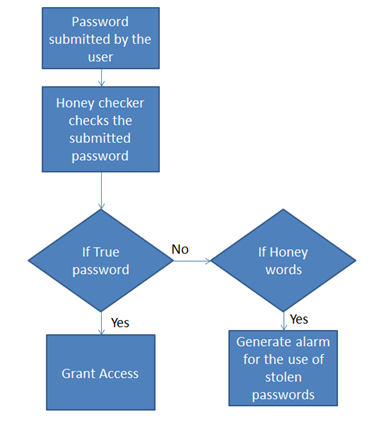 Password
submitted by the
user
Honey checker
checks the
submitted
password
If True
password
No
If Honey
words
Yes
Yes
Grant Access
Generate alarm
for the use of
stolen
passwords